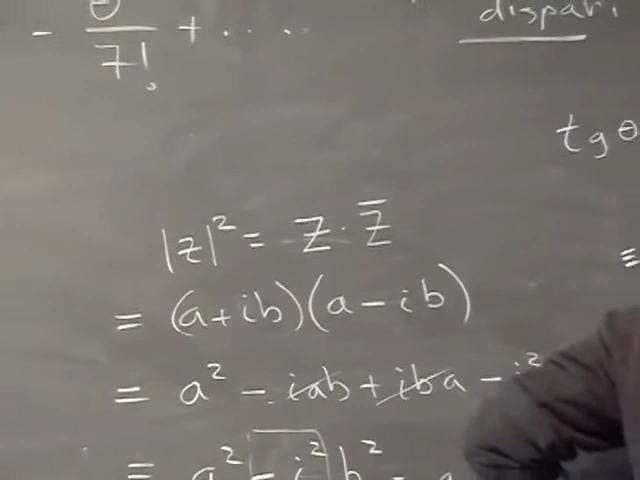 - θ/7! + ....
dispari
tg θ
|z|² = z · z̄
≡
= (a + ib)(a - ib)
= a² - iab + iba - i²
= a² - i² b² =